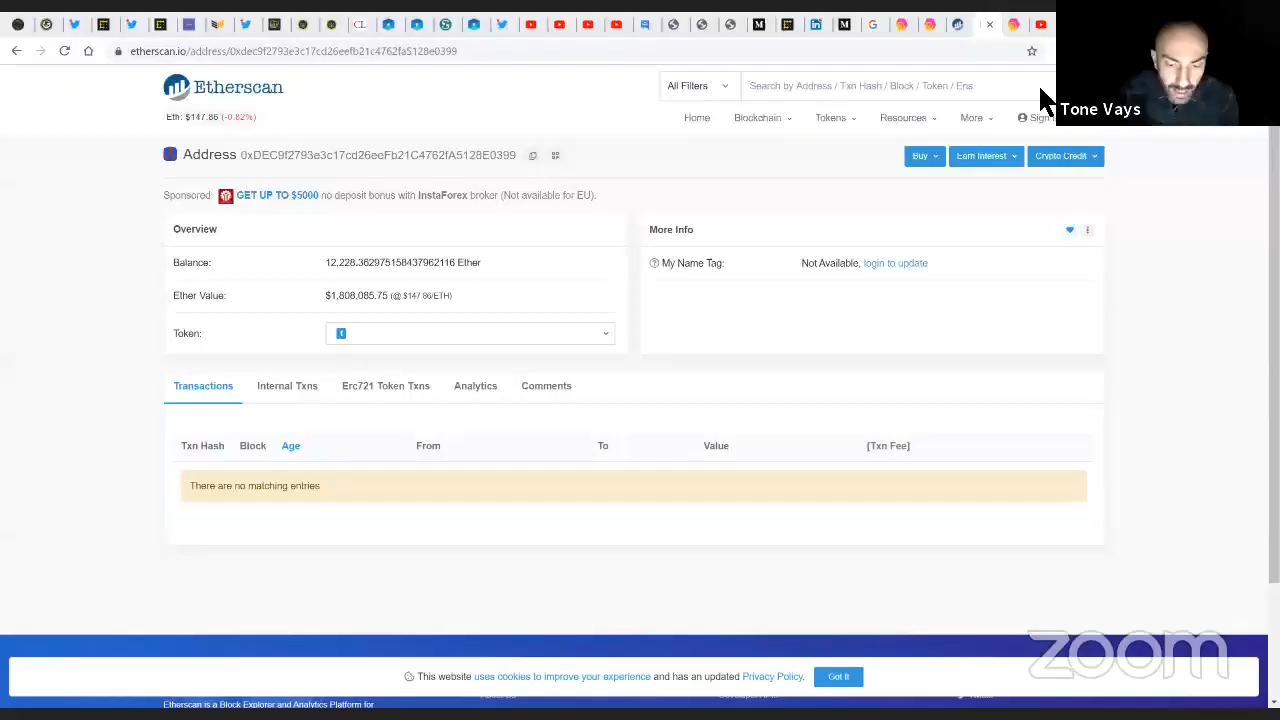 etherscan.io/address/0xdec9f2793e3c17cd26eefb21c4762fa5128e0399
Etherscan
All Filters
Search by Address / Txn Hash / Block / Token / Ens
Tone Vays
Eth: $147.86 (-0.82%)
Home
Blockchain
Tokens
Resources
More
Sign
Address 0xDEC9f2793e3c17cd26eeFb21C4762fA5128E0399
Buy
Earn Interest
Crypto Credit
Sponsored: GET UP TO $5000 no deposit bonus with InstaForex broker (Not available for EU).
Overview
More Info
Balance:
12,228.362975158437962116 Ether
My Name Tag:
Not Available, login to update
Ether Value:
$1,808,085.75 (@ $147.86/ETH)
Token:
Transactions
Internal Txns
Erc721 Token Txns
Analytics
Comments
Txn Hash
Block
Age
From
To
Value
[Txn Fee]
There are no matching entries
zoom
This website uses cookies to improve your experience and has an updated Privacy Policy.
Got It
Etherscan is a Block Explorer and Analytics Platform for